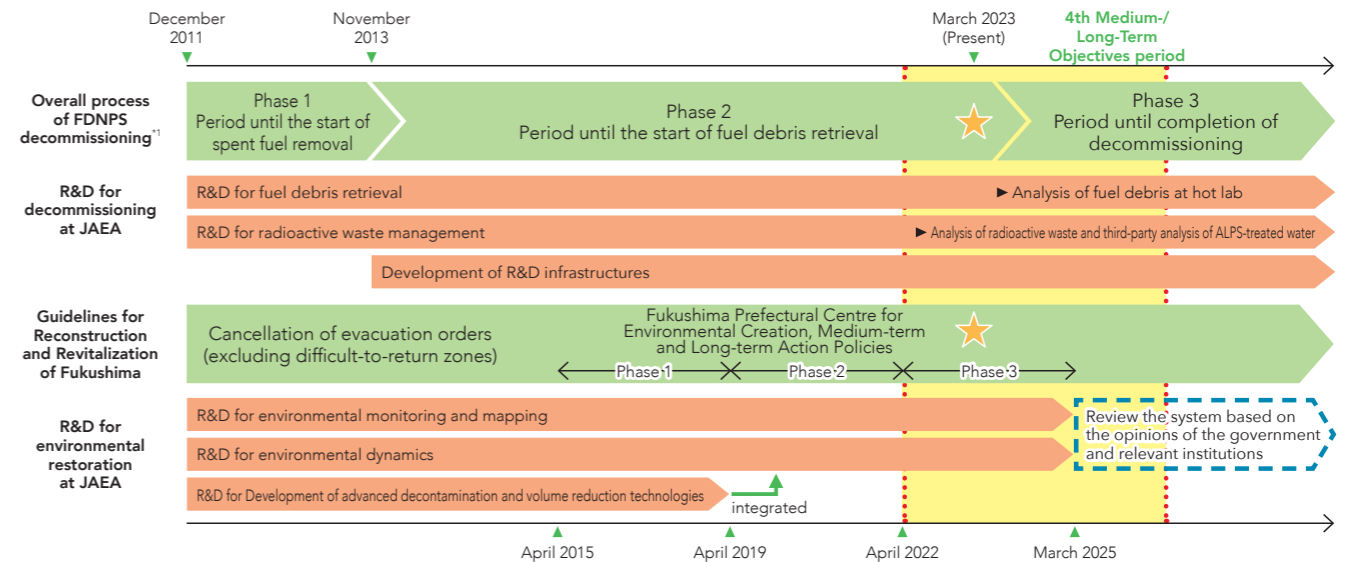 December
2011
November
2013
March 2023
(Present)
4th Medium-/
Long-Term
Objectives period
Overall process
of FDNPS
decommissioning*1
Phase 1
Period until the start of
spent fuel removal
Phase 2
Period until the start of fuel debris retrieval
Phase 3
Period until completion of
decommissioning
R&D for
decommissioning
at JAEA
R&D for fuel debris retrieval
► Analysis of fuel debris at hot lab
R&D for radioactive waste management
► Analysis of radioactive waste and third-party analysis of ALPS-treated water
Development of R&D infrastructures
Guidelines for
Reconstruction
and Revitalization
of Fukushima
Cancellation of evacuation orders
(excluding difficult-to-return zones)
Fukushima Prefectural Centre for
Environmental Creation, Medium-term
and Long-term Action Policies
Phase 1
Phase 2
Phase 3
R&D for
environmental
restoration
at JAEA
R&D for environmental monitoring and mapping
R&D for environmental dynamics
R&D for Development of advanced decontamination and volume reduction technologies
integrated
Review the system based on
the opinions of the government
and relevant institutions
April 2015
April 2019
April 2022
March 2025